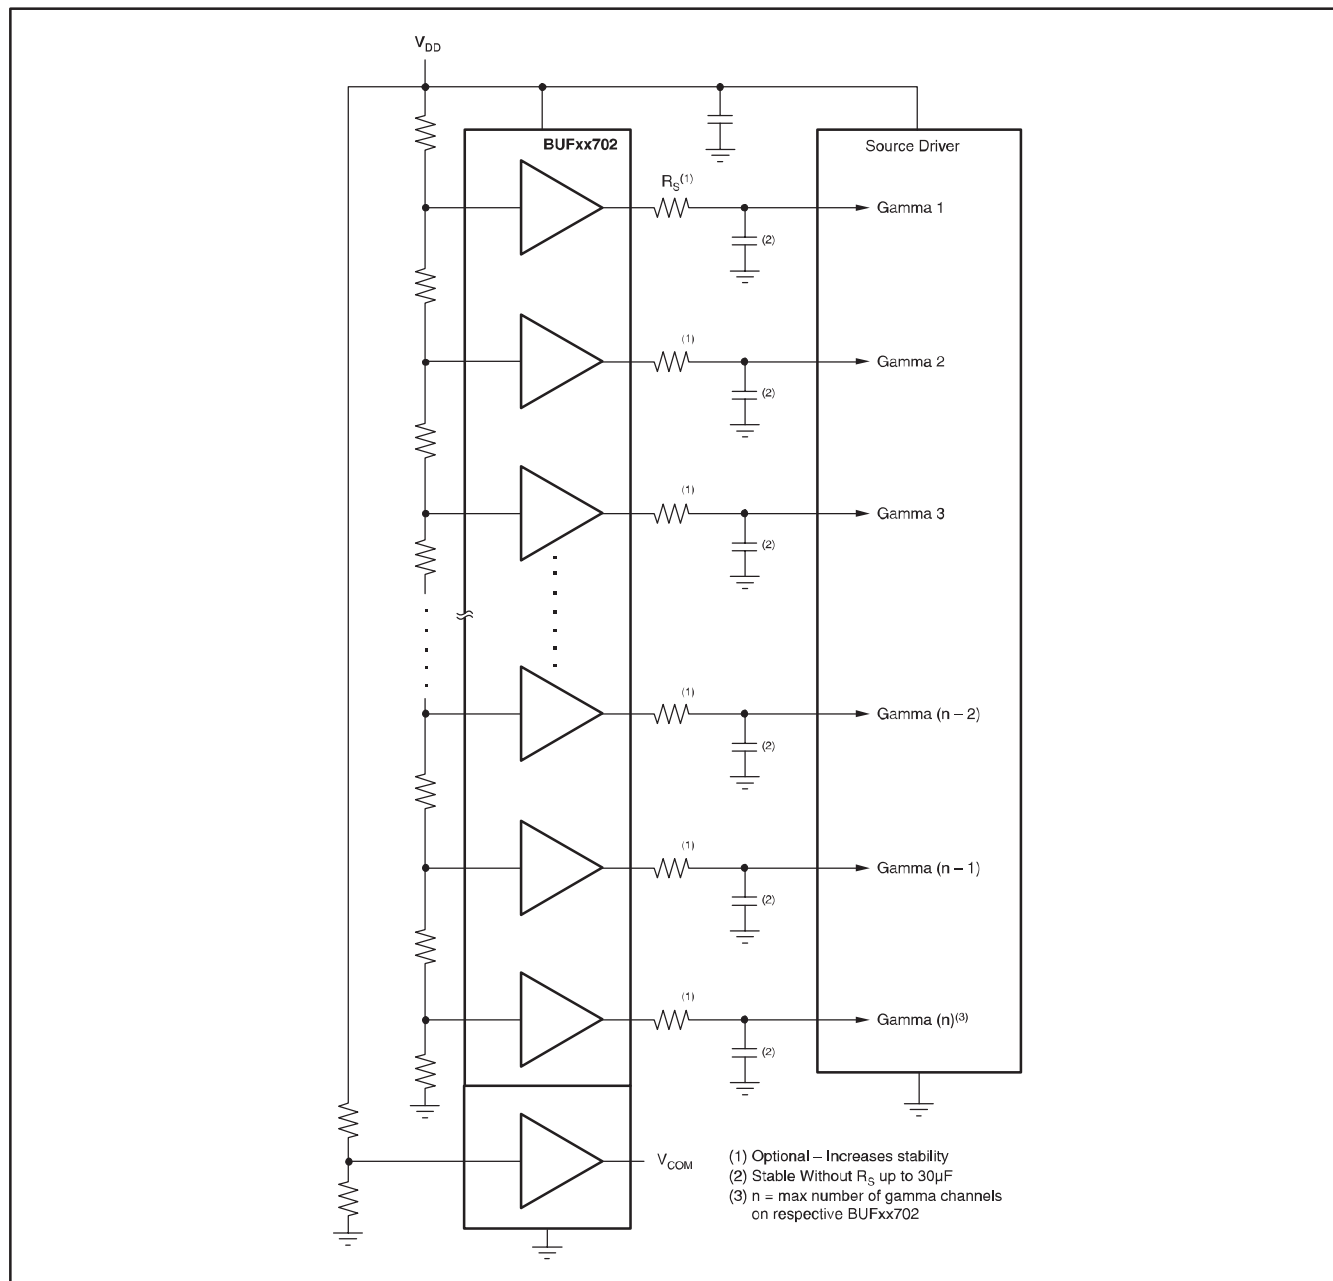 V_DD
BUFxx702
Source Driver
R_S(1)
Gamma 1
(2)
(1)
Gamma 2
(2)
(1)
Gamma 3
(2)
(1)
Gamma (n – 2)
(2)
(1)
Gamma (n – 1)
(2)
(1)
Gamma (n)(3)
(2)
V_COM
(1) Optional – Increases stability
(2) Stable Without R_S up to 30μF
(3) n = max number of gamma channels
on respective BUFxx702